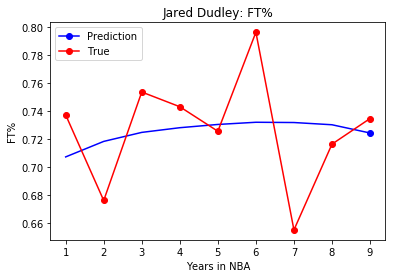 Jared Dudley: FT%
Prediction
True
0.80
0.78
0.76
0.74
0.72
0.70
0.68
0.66
FT%
1 2 3 4 5 6 7 8 9
Years in NBA